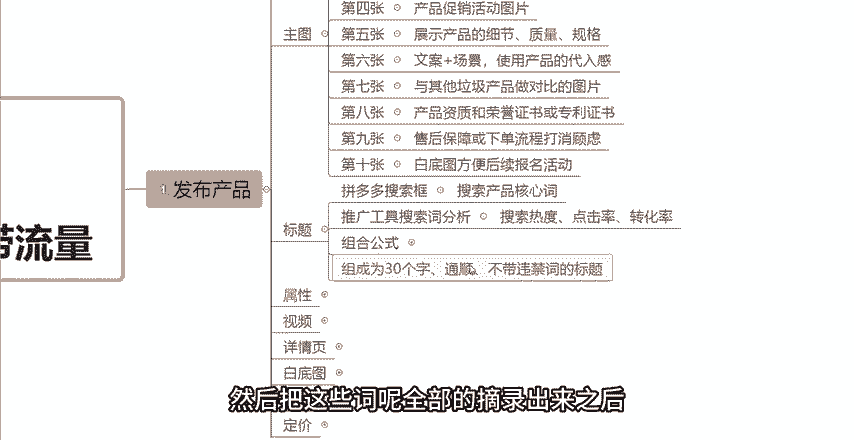 第四张 产品促销活动图片
主图
第五张 展示产品的细节、质量、规格
第六张 文案+场景,使用产品的代入感
第七张 与其他垃圾产品做对比的图片
第八张 产品资质和荣誉证书或专利证书
第九张 售后保障或下单流程打消顾虑
第十张 白底图方便后续报名活动
1.发布产品
拼多多搜索框 搜索产品核心词
推广工具搜索词分析 搜索热度、点击率、转化率
标题
带流量
组合公式
组成为30个字、通顺、不带违禁词的标题
属性
视频
详情页
白底图
然后把这些词呢全部的摘录出来之后
定价